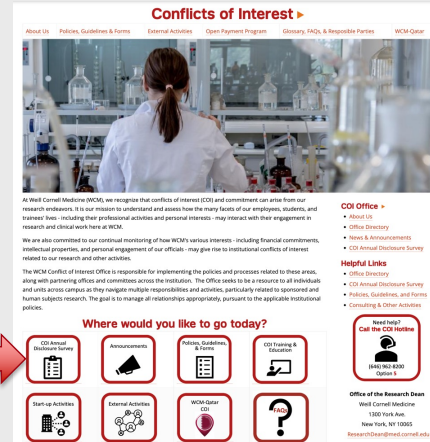 Conflicts of Interest ▸
About Us Policies, Guidelines & Forms External Activities Open Payment Program Glossary, FAQs, & Resposible Parties WCM-Qatar
At Weill Cornell Medicine (WCM), we recognize that conflicts of interest (COI) and commitment can arise from our
research endeavors. It is our mission to understand and assess how the many facets of our employees, students, and
trainees' lives - including their professional activities and personal interests - may interact with their engagement in
research and clinical work here at WCM.
We are also committed to our continual monitoring of how WCM's various interests - including financial commitments,
intellectual properties, and personal engagement of our officials - may give rise to institutional conflicts of interest
related to our research and other activities.
The WCM Conflict of Interest Office is responsible for implementing the policies and processes related to these areas,
along with partnering offices and committees across the Institution. The Office seeks to be a resource to all individuals
and units across campus as they navigate multiple responsibilities and activities, particularly related to sponsored and
human subjects research. The goal is to manage all relationships appropriately, pursuant to the applicable Institutional
policies.
COI Office ▸
About Us
Office Directory
News & Announcements
COI Annual Disclosure Survey
Helpful Links
Office Directory
COI Annual Disclosure Survey
Policies, Guidelines, and Forms
Consulting & Other Activities
Where would you like to go today?
COI Annual
Disclosure Survey
Announcements
Policies, Guidelines,
& Forms
COI Training &
Education
Start-up Activities
External Activities
WCM-Qatar
COI
FAQs
Need help?
Call the COI Hotline
(646) 962-8200
Option 5
Office of the Research Dean
Weill Cornell Medicine
1300 York Ave.
New York, NY 10065
ResearchDean@med.cornell.edu